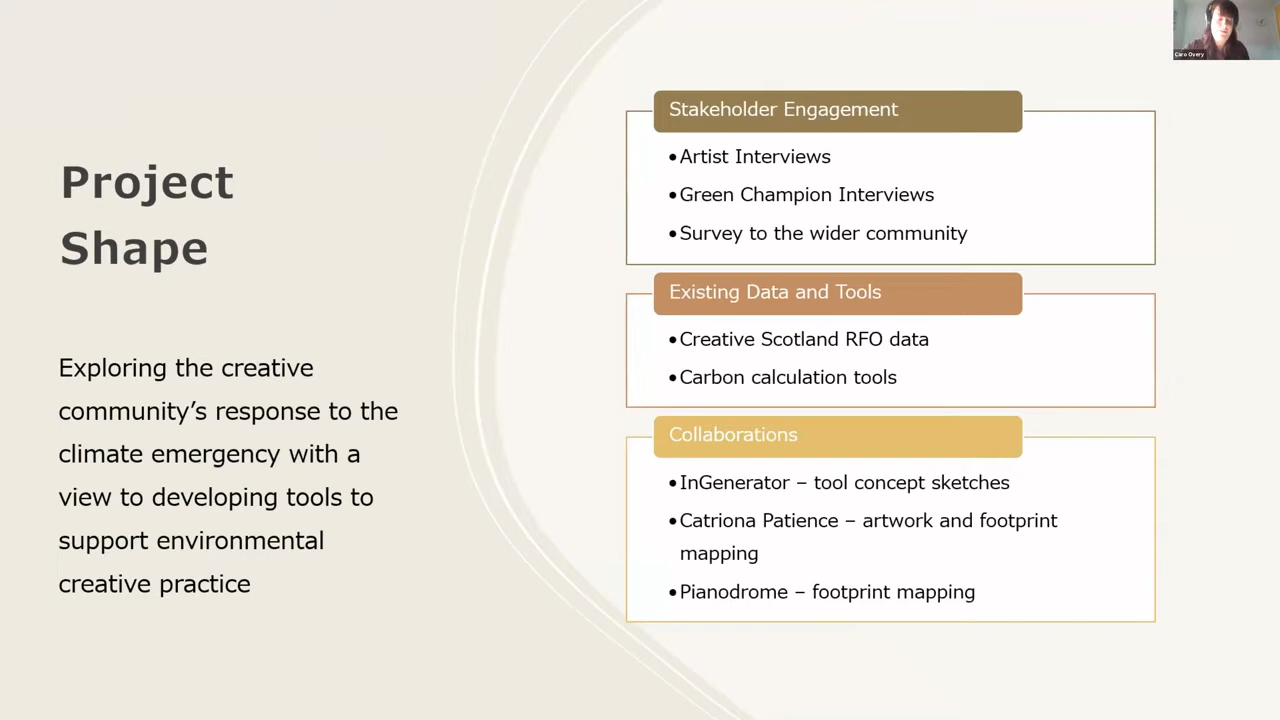 Project
Shape
Exploring the creative
community's response to the
climate emergency with a
view to developing tools to
support environmental
creative practice
Stakeholder Engagement
•Artist Interviews
•Green Champion Interviews
•Survey to the wider community
Existing Data and Tools
•Creative Scotland RFO data
•Carbon calculation tools
Collaborations
•InGenerator – tool concept sketches
•Catriona Patience – artwork and footprint
mapping
•Pianodrome – footprint mapping
Caro Overy